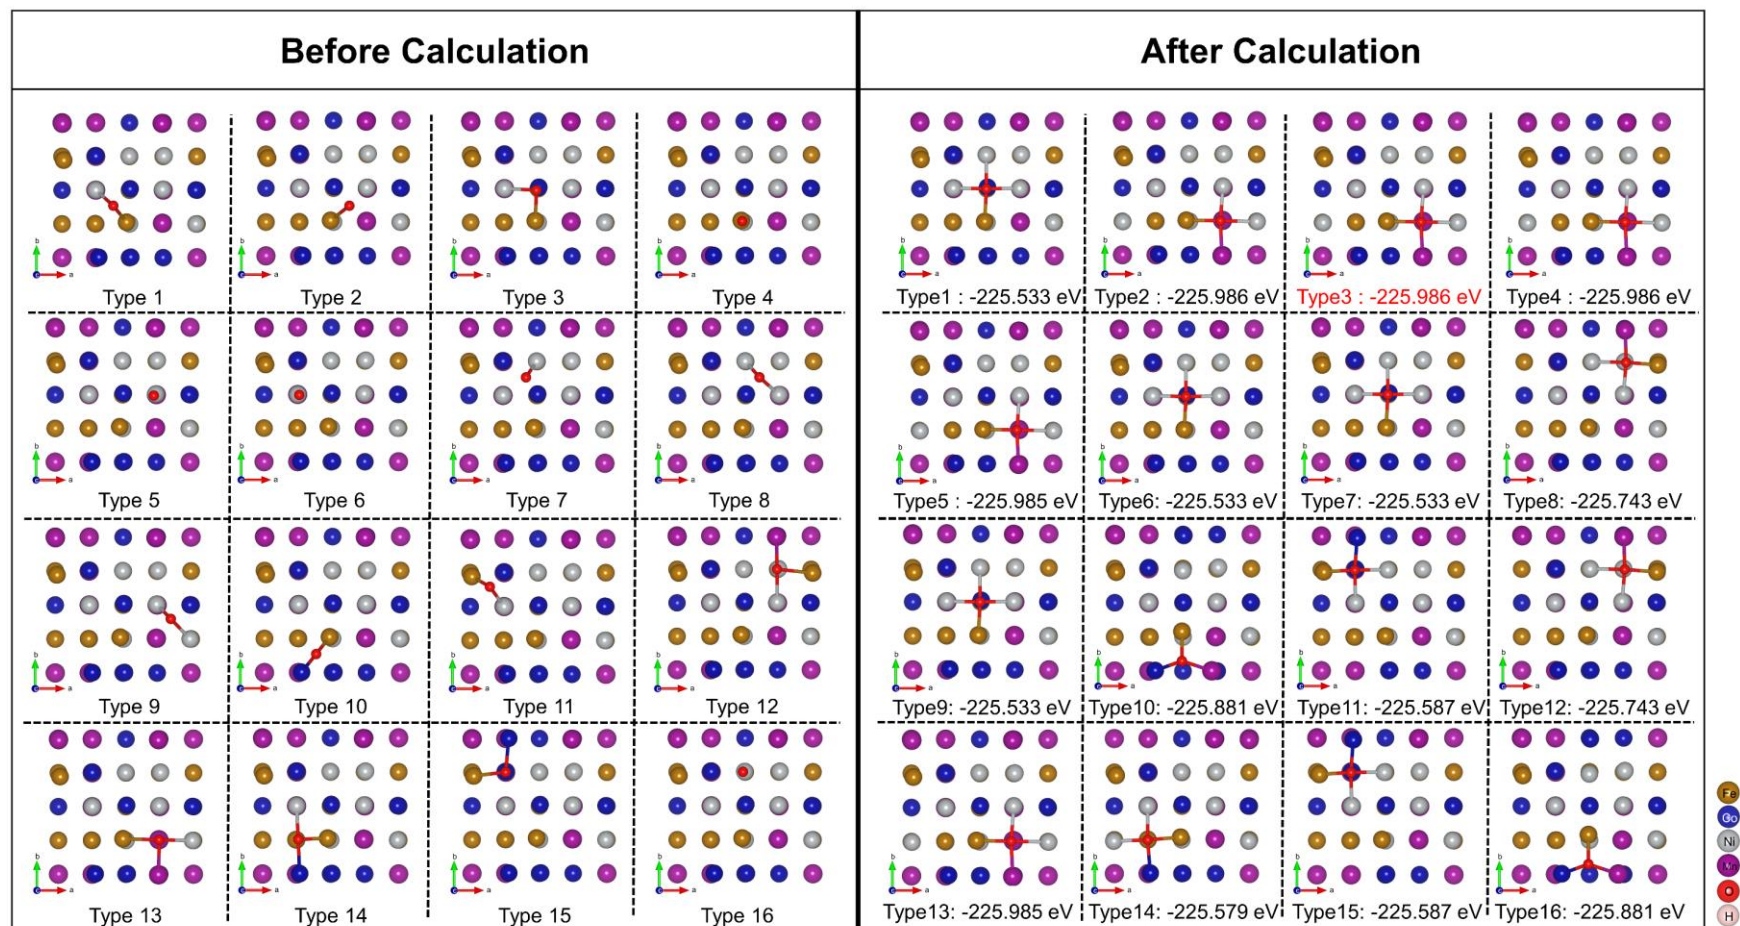 Before Calculation
After Calculation
b
a
b
a
b
a
b
a
b
a
b
a
b
a
b
a
Type 1
Type 2
Type 3
Type 4
Type1 : -225.533 eV
Type2 : -225.986 eV
Type3 : -225.986 eV
Type4 : -225.986 eV
b
a
b
a
b
a
b
a
b
a
b
a
b
a
b
a
Type 5
Type 6
Type 7
Type 8
Type5 : -225.985 eV
Type6: -225.533 eV
Type7: -225.533 eV
Type8: -225.743 eV
b
a
b
a
b
a
b
a
b
a
b
a
b
a
b
a
Type 9
Type 10
Type 11
Type 12
Type9: -225.533 eV
Type10: -225.881 eV
Type11: -225.587 eV
Type12: -225.743 eV
b
a
b
a
b
a
b
a
b
a
b
a
b
a
b
a
Type 13
Type 14
Type 15
Type 16
Type13: -225.985 eV
Type14: -225.579 eV
Type15: -225.587 eV
Type16: -225.881 eV
Fe
Co
Ni
Mn
O
H